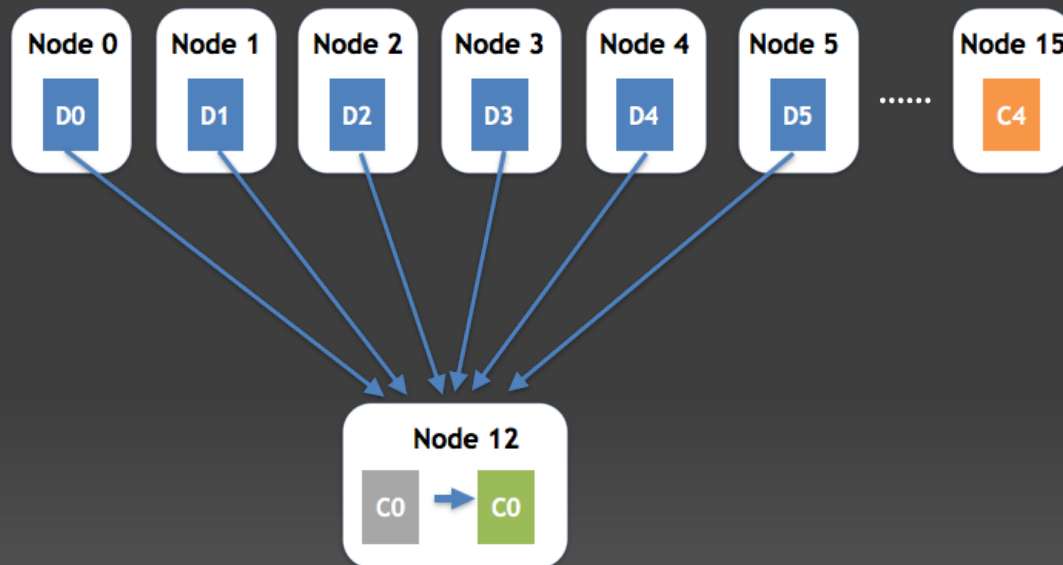 Node 0
Node 1
Node 2
Node 3
Node 4
Node 5
Node 15
D0
D1
D2
D3
D4
D5
......
C4
Node 12
C0
C0